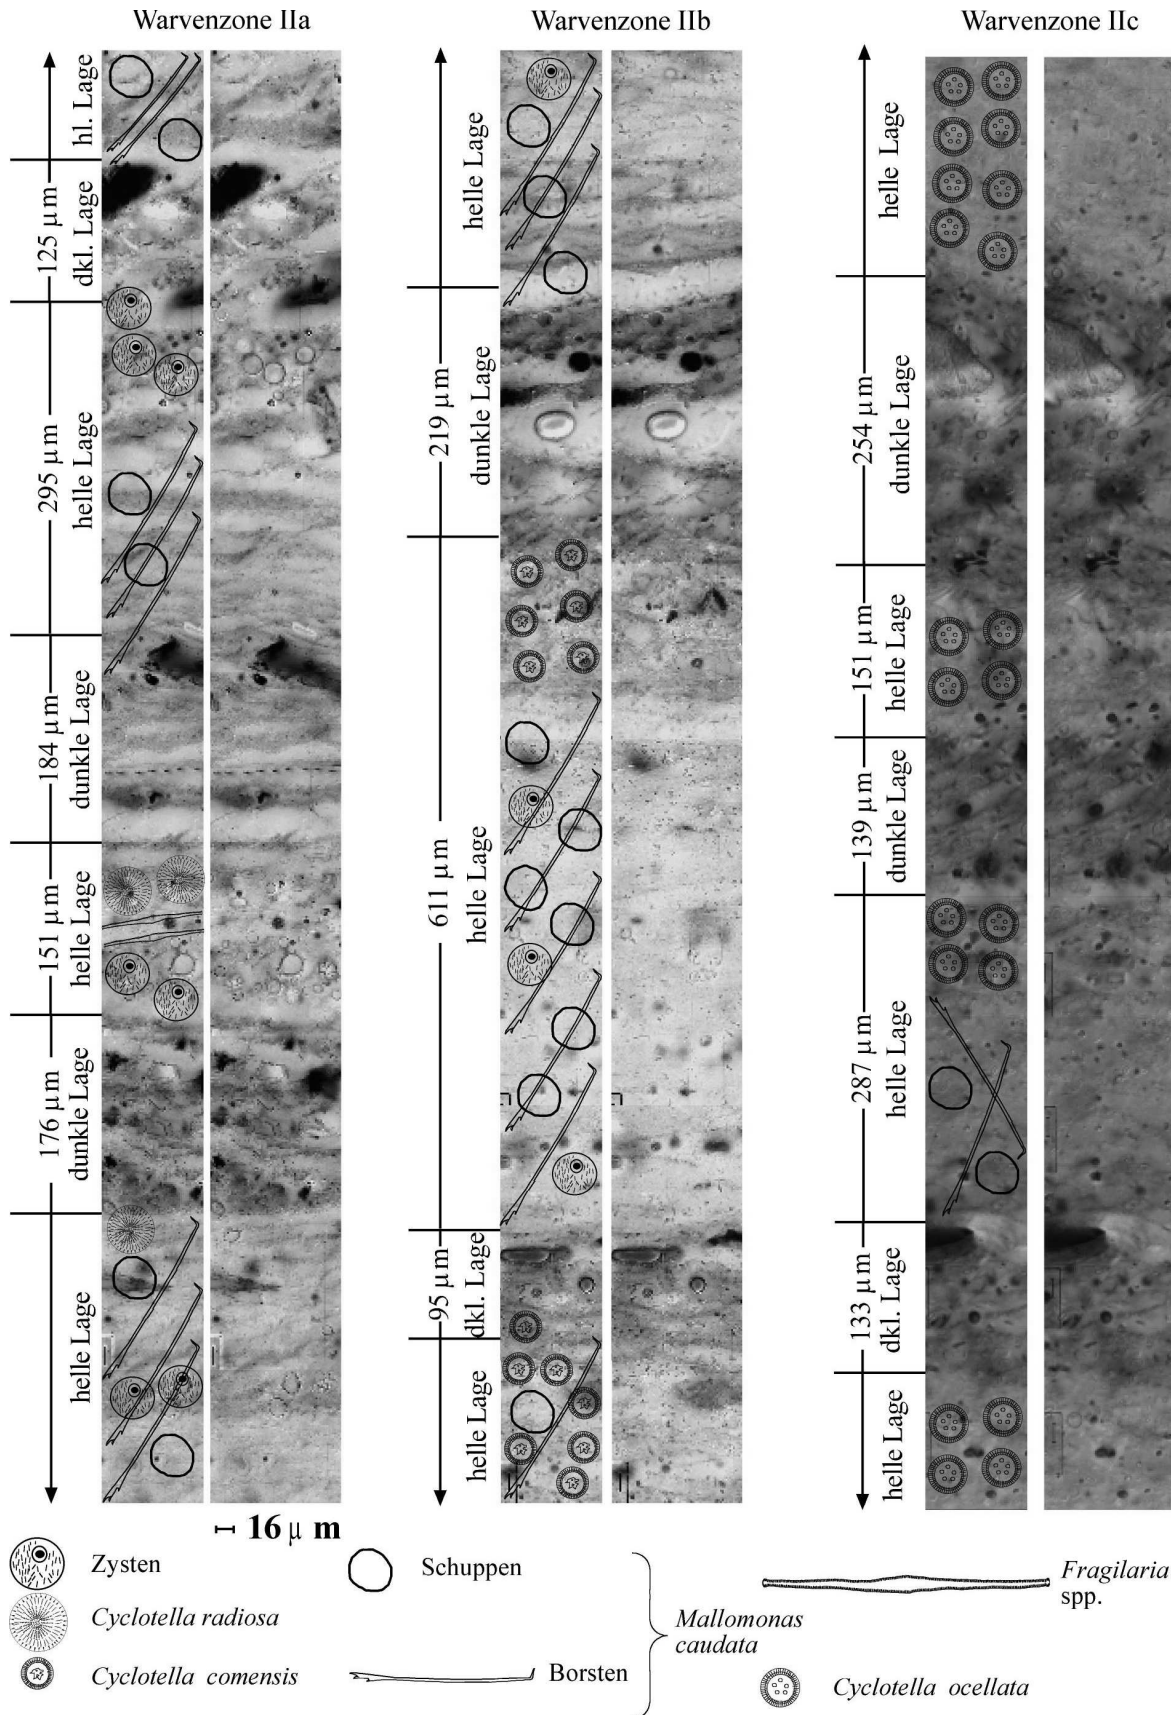 Warvenzone IIa
Warvenzone IIb
Warvenzone IIc
hl. Lage
125 µm
dkl. Lage
295 µm
helle Lage
184 µm
dunkle Lage
151 µm
helle Lage
176 µm
dunkle Lage
helle Lage
helle Lage
219 µm
dunkle Lage
611 µm
helle Lage
95 µm
dkl. Lage
helle Lage
helle Lage
254 µm
dunkle Lage
151 µm
helle Lage
139 µm
dunkle Lage
287 µm
helle Lage
133 µm
dkl. Lage
helle Lage
16 µ m
Zysten
Schuppen
Fragilaria
spp.
Cyclotella radiosa
Mallomonas
caudata
Cyclotella comensis
Borsten
Cyclotella ocellata